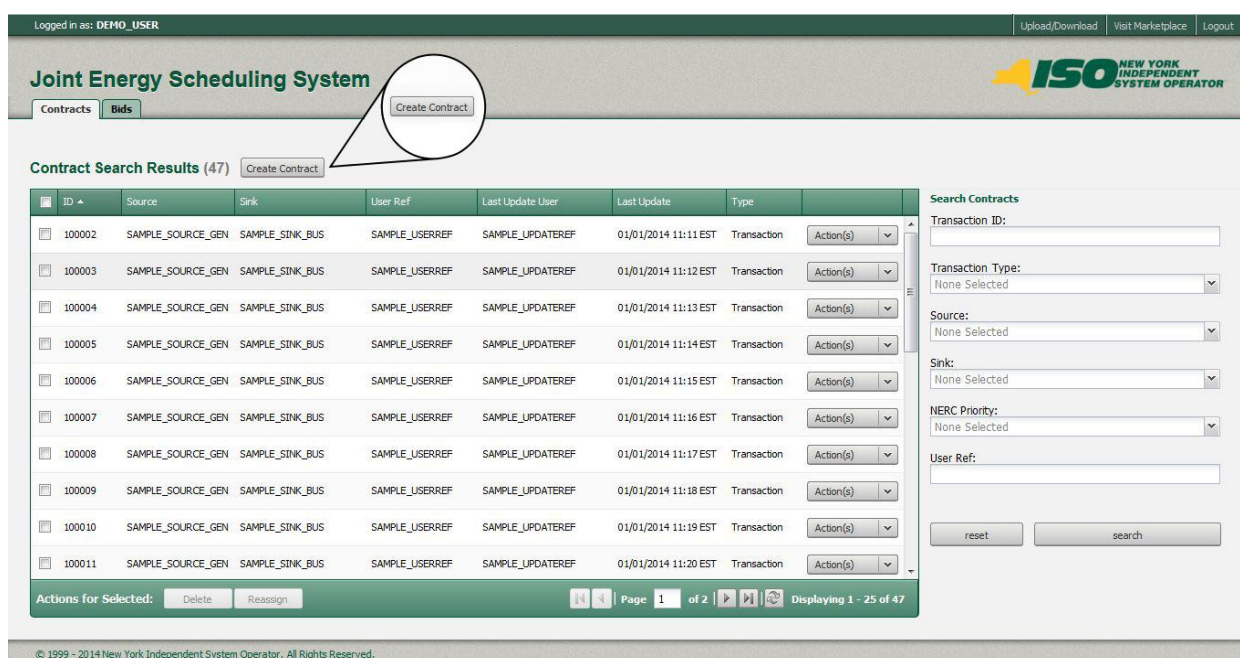 Logged in as: DEMO_USER Upload/Download Visit Marketplace Logout
Joint Energy Scheduling System
ISO NEW YORK INDEPENDENT SYSTEM OPERATOR
Contracts Bids
Create Contract
Contract Search Results (47) Create Contract
ID Source Sink User Ref Last Update User Last Update Type
100002 SAMPLE_SOURCE_GEN SAMPLE_SINK_BUS SAMPLE_USERREF SAMPLE_UPDATEREF 01/01/2014 11:11 EST Transaction Action(s)
100003 SAMPLE_SOURCE_GEN SAMPLE_SINK_BUS SAMPLE_USERREF SAMPLE_UPDATEREF 01/01/2014 11:12 EST Transaction Action(s)
100004 SAMPLE_SOURCE_GEN SAMPLE_SINK_BUS SAMPLE_USERREF SAMPLE_UPDATEREF 01/01/2014 11:13 EST Transaction Action(s)
100005 SAMPLE_SOURCE_GEN SAMPLE_SINK_BUS SAMPLE_USERREF SAMPLE_UPDATEREF 01/01/2014 11:14 EST Transaction Action(s)
100006 SAMPLE_SOURCE_GEN SAMPLE_SINK_BUS SAMPLE_USERREF SAMPLE_UPDATEREF 01/01/2014 11:15 EST Transaction Action(s)
100007 SAMPLE_SOURCE_GEN SAMPLE_SINK_BUS SAMPLE_USERREF SAMPLE_UPDATEREF 01/01/2014 11:16 EST Transaction Action(s)
100008 SAMPLE_SOURCE_GEN SAMPLE_SINK_BUS SAMPLE_USERREF SAMPLE_UPDATEREF 01/01/2014 11:17 EST Transaction Action(s)
100009 SAMPLE_SOURCE_GEN SAMPLE_SINK_BUS SAMPLE_USERREF SAMPLE_UPDATEREF 01/01/2014 11:18 EST Transaction Action(s)
100010 SAMPLE_SOURCE_GEN SAMPLE_SINK_BUS SAMPLE_USERREF SAMPLE_UPDATEREF 01/01/2014 11:19 EST Transaction Action(s)
100011 SAMPLE_SOURCE_GEN SAMPLE_SINK_BUS SAMPLE_USERREF SAMPLE_UPDATEREF 01/01/2014 11:20 EST Transaction Action(s)
Actions for Selected: Delete Reassign Page 1 of 2 Displaying 1 - 25 of 47
Search Contracts
Transaction ID:
Transaction Type:
None Selected
Source:
None Selected
Sink:
None Selected
NERC Priority:
None Selected
User Ref:
reset search
© 1999 - 2014 New York Independent System Operator. All Rights Reserved.